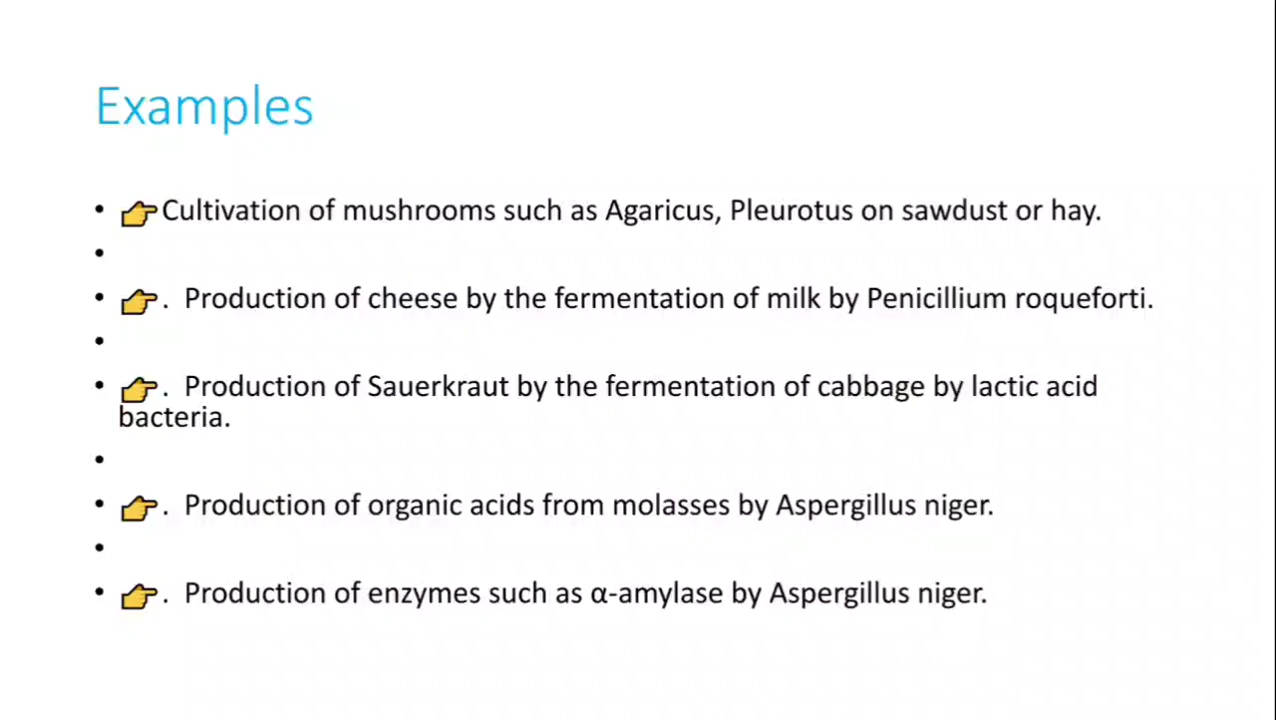 Examples
• 👉Cultivation of mushrooms such as Agaricus, Pleurotus on sawdust or hay.
•
• 👉. Production of cheese by the fermentation of milk by Penicillium roqueforti.
•
• 👉. Production of Sauerkraut by the fermentation of cabbage by lactic acid
bacteria.
•
• 👉. Production of organic acids from molasses by Aspergillus niger.
•
• 👉. Production of enzymes such as α-amylase by Aspergillus niger.